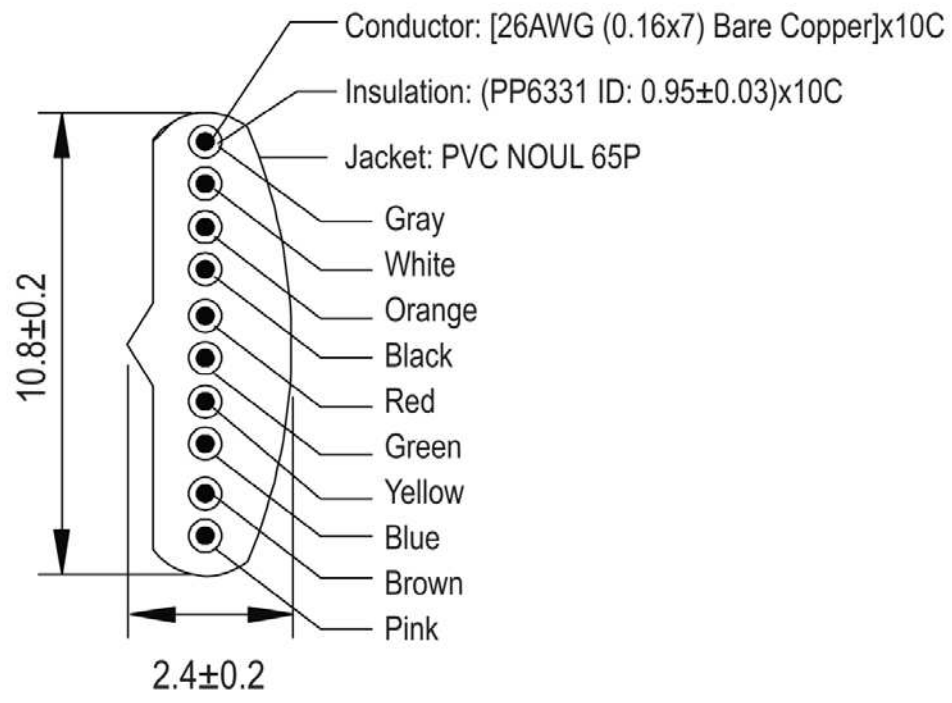 Conductor: [26AWG (0.16x7) Bare Copper]x10C
Insulation: (PP6331 ID: 0.95±0.03)x10C
Jacket: PVC NOUL 65P
Gray
White
Orange
Black
Red
Green
Yellow
Blue
Brown
Pink
10.8±0.2
2.4±0.2